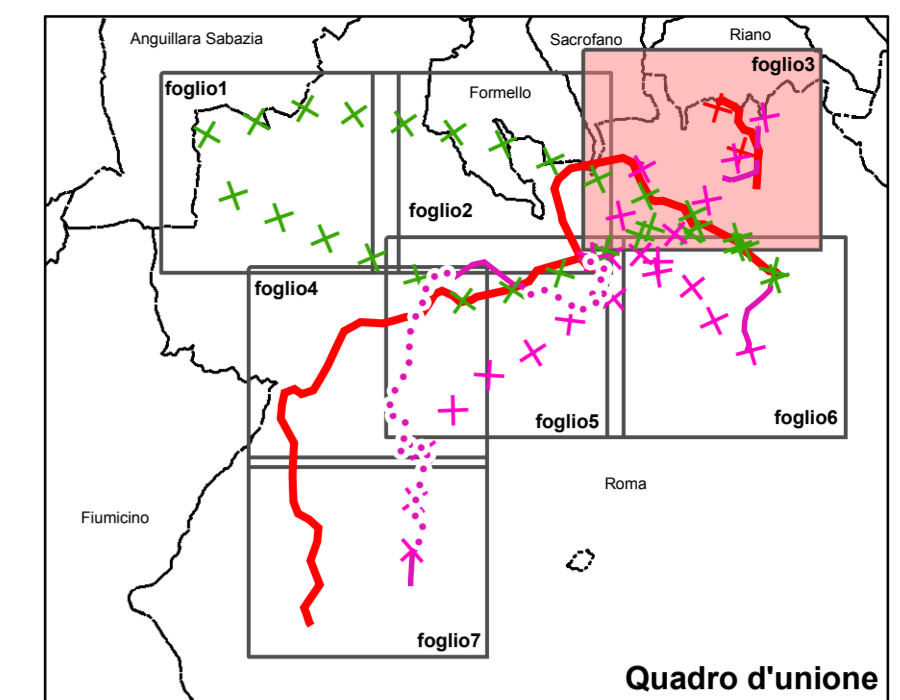 Anguillara Sabazia
Sacrofano
Riano
foglio3
foglio1
Formello
foglio2
foglio4
foglio5
foglio6
Roma
Fiumicino
foglio7
Quadro d'unione